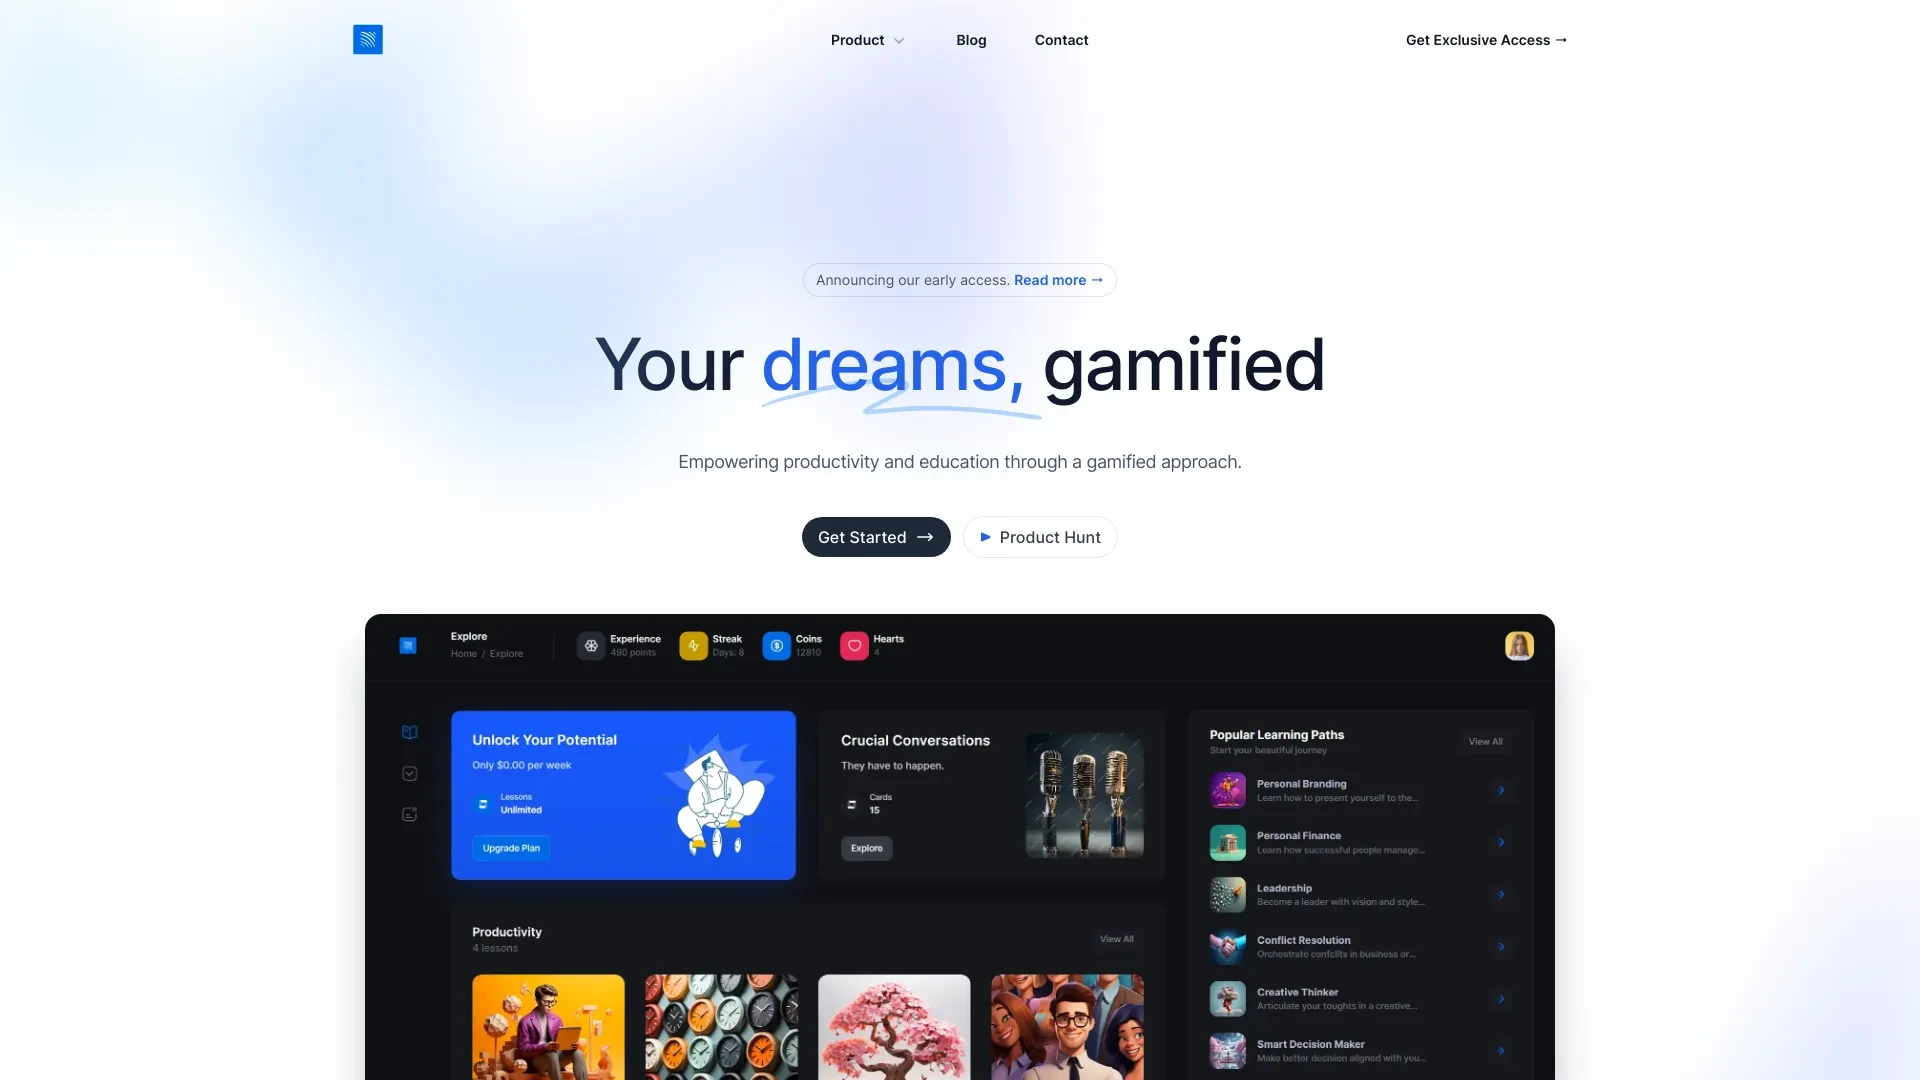 Product
Blog
Contact
Get Exclusive Access →
Announcing our early access. Read more →
Your dreams, gamified
Empowering productivity and education through a gamified approach.
Get Started →
Product Hunt
Explore
Home / Explore
Experience
490 points
Streak
Days: 8
Coins
12810
Hearts
4
Unlock Your Potential
Only $0.00 per week
Lessons
Unlimited
Upgrade Plan
Crucial Conversations
They have to happen.
Cards
15
Explore
Popular Learning Paths
Start your beautiful journey
View All
Personal Branding
Learn how to present yourself to the...
Personal Finance
Learn how successful people manage...
Leadership
Become a leader with vision and style...
Conflict Resolution
Orchestrate confclits in business or...
Creative Thinker
Articulate your toughts in a creative...
Smart Decision Maker
Make better decision aligned with you...
Productivity
4 lessons
View All